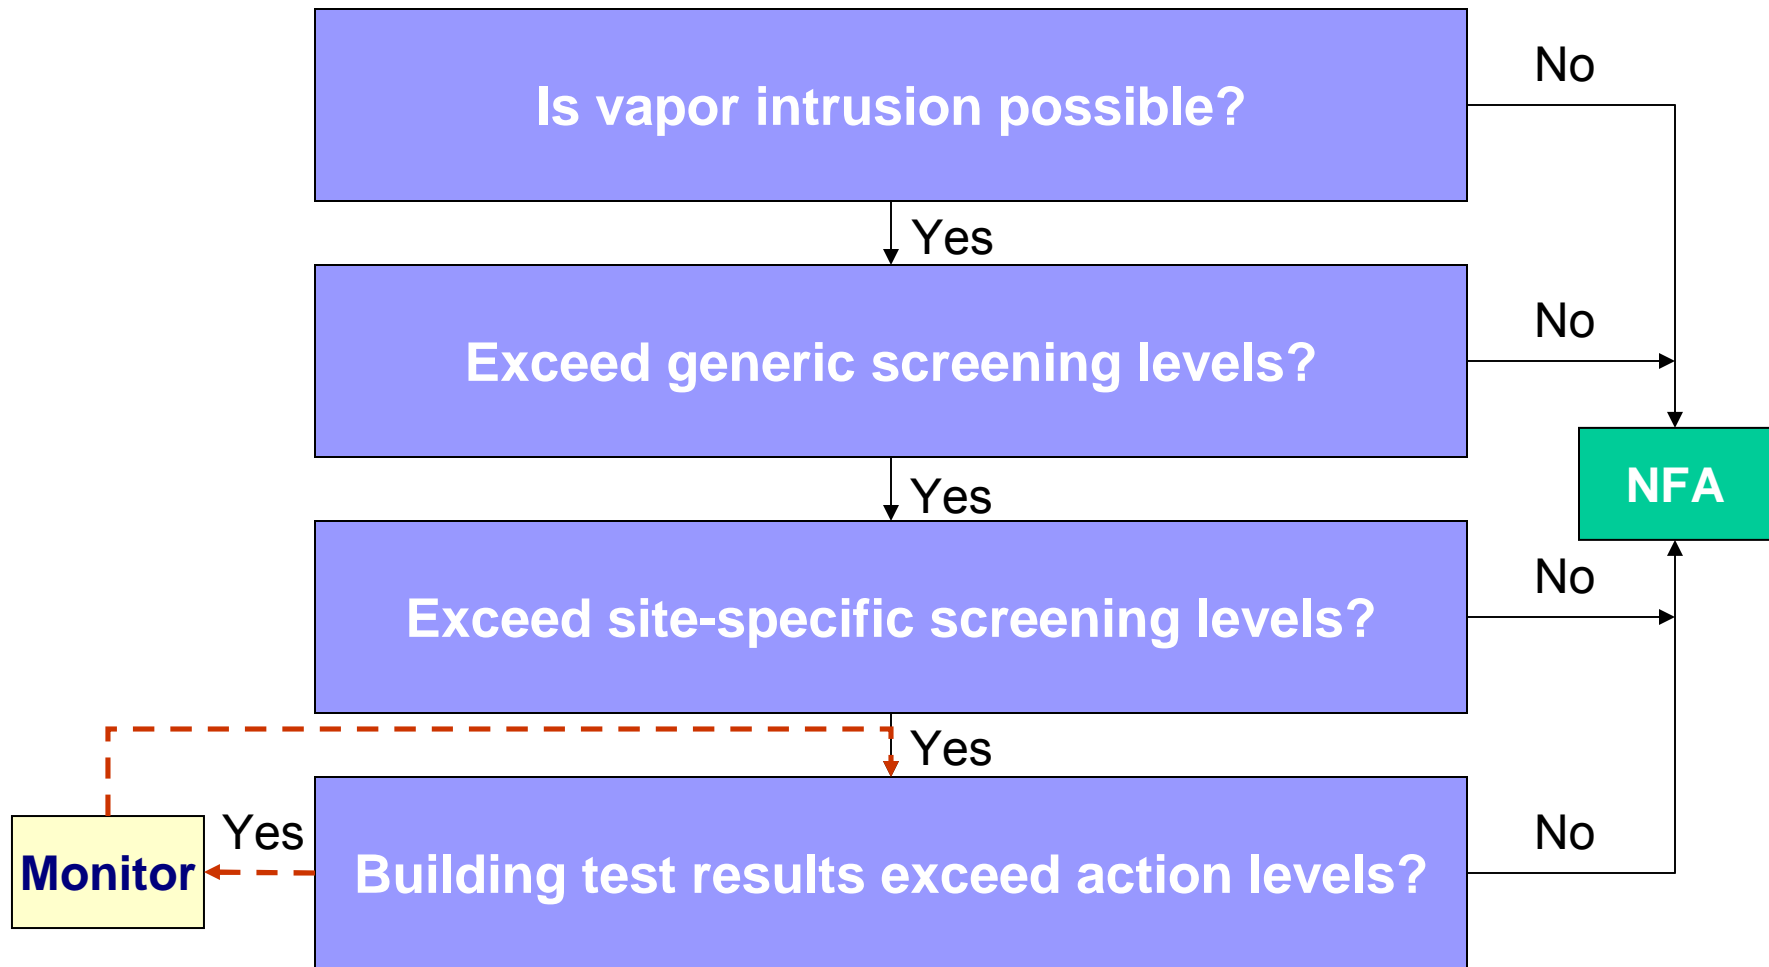 Is vapor intrusion possible?
No
Yes
Exceed generic screening levels?
No
Yes
NFA
Exceed site-specific screening levels?
No
Yes
Monitor
Yes
Building test results exceed action levels?
No